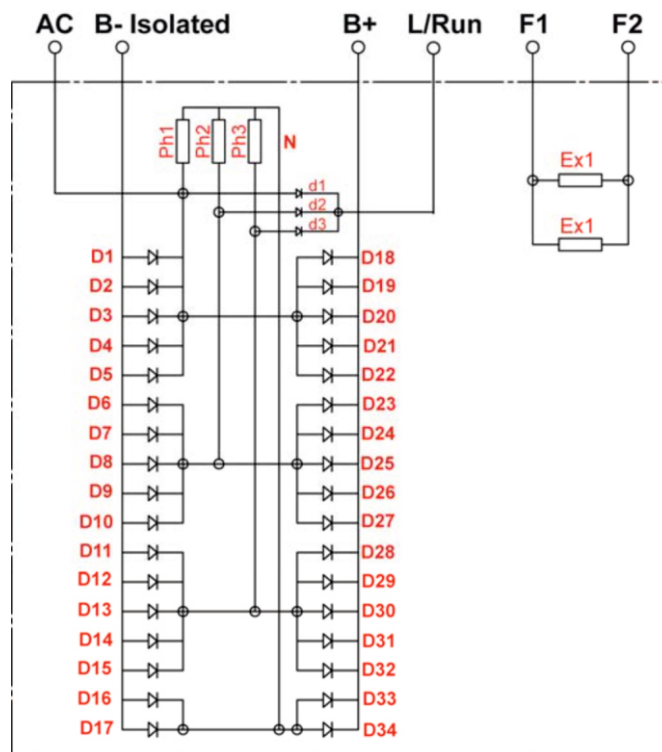 AC B- Isolated B+ L/Run F1 F2
Ph1 Ph2 Ph3 N
Ex1
d1
d2
Ex1
d3
D1 D18
D2 D19
D3 D20
D4 D21
D5 D22
D6 D23
D7 D24
D8 D25
D9 D26
D10 D27
D11 D28
D12 D29
D13 D30
D14 D31
D15 D32
D16 D33
D17 D34